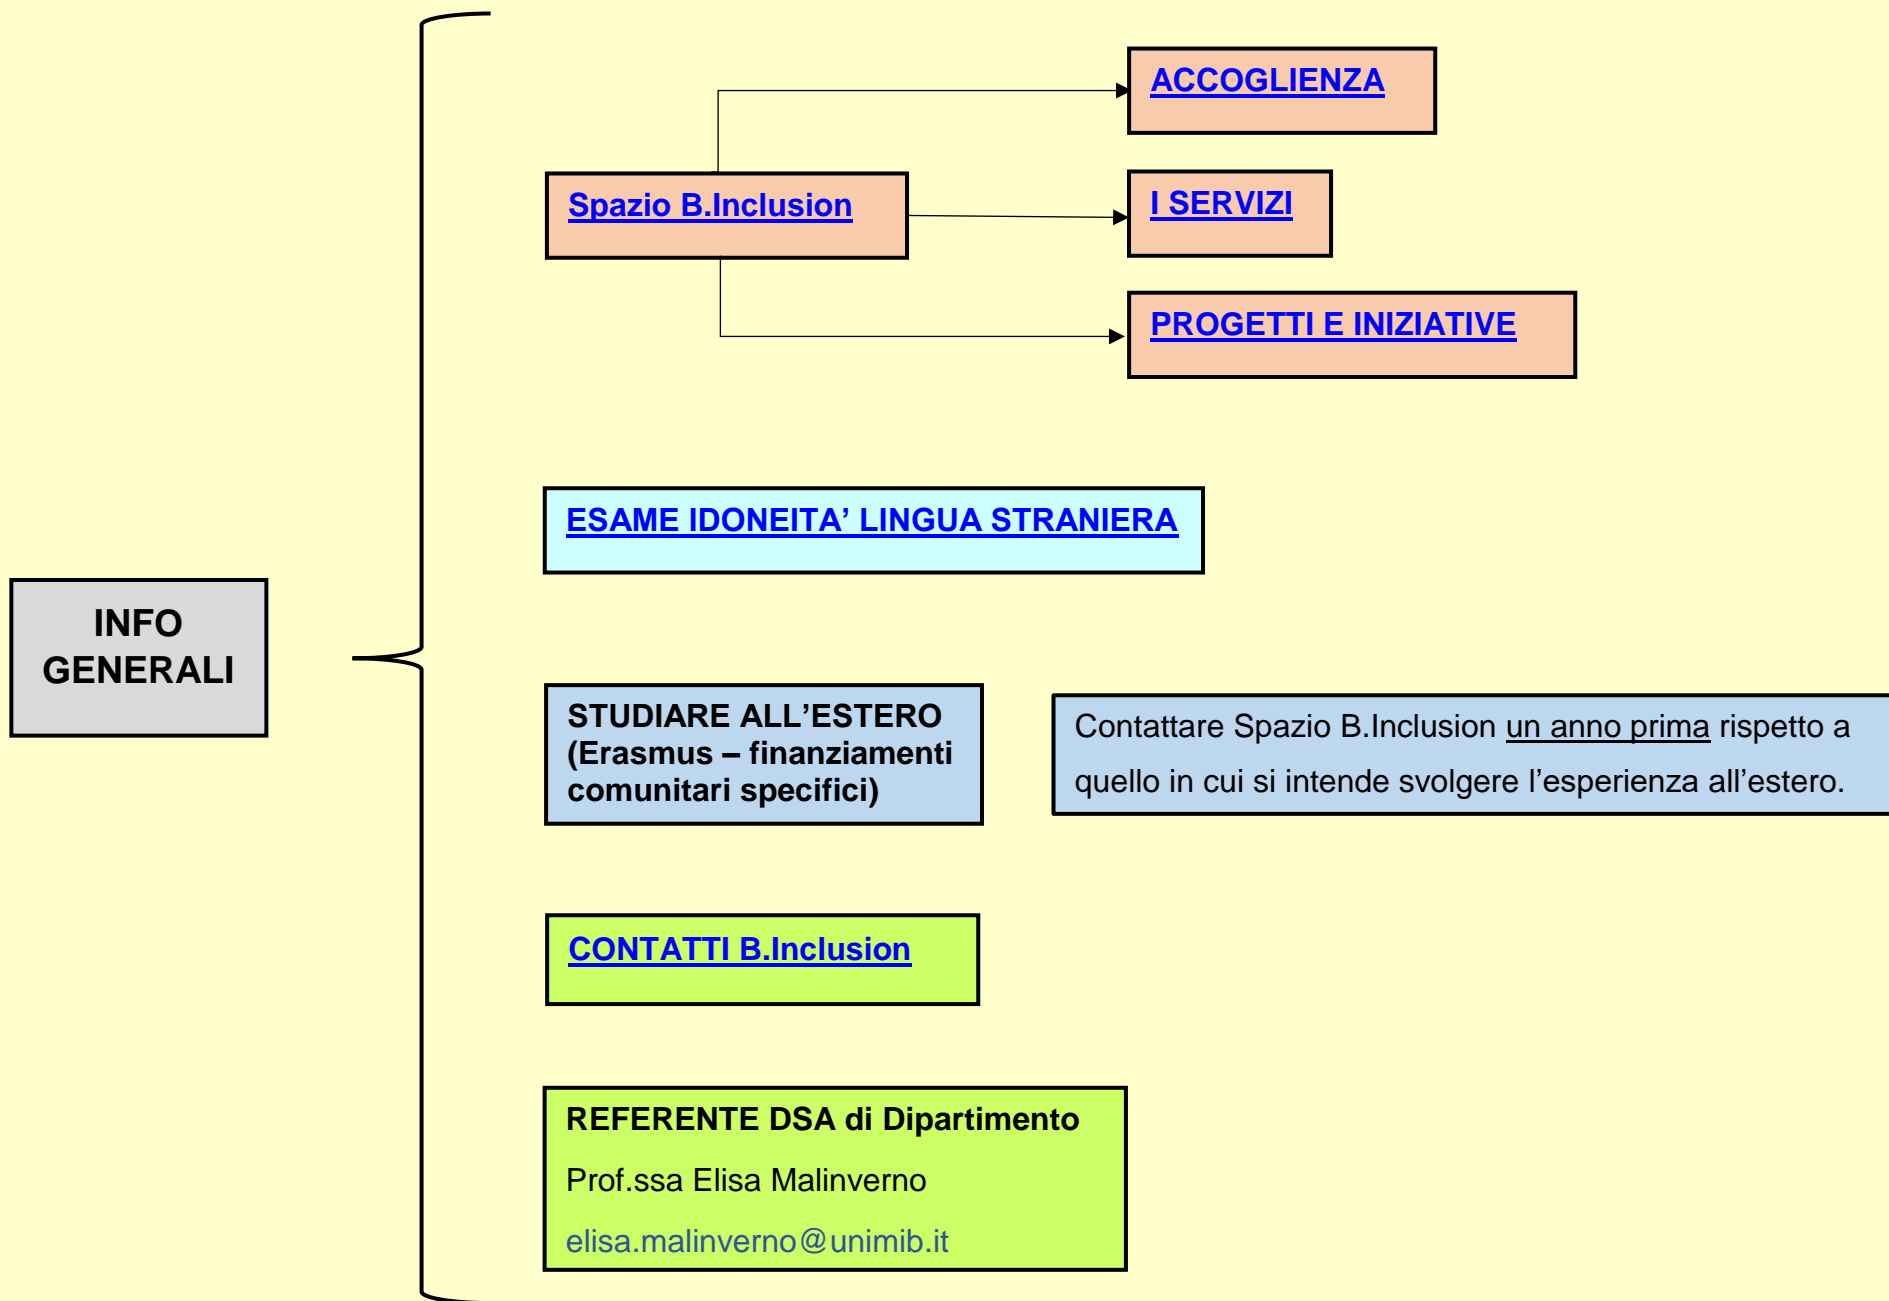 ACCOGLIENZA
Spazio B.Inclusion
I SERVIZI
PROGETTI E INIZIATIVE
ESAME IDONEITA’ LINGUA STRANIERA
INFO
GENERALI
STUDIARE ALL’ESTERO
(Erasmus – finanziamenti
comunitari specifici)
Contattare Spazio B.Inclusion un anno prima rispetto a
quello in cui si intende svolgere l’esperienza all’estero.
CONTATTI B.Inclusion
REFERENTE DSA di Dipartimento
Prof.ssa Elisa Malinverno
elisa.malinverno@unimib.it